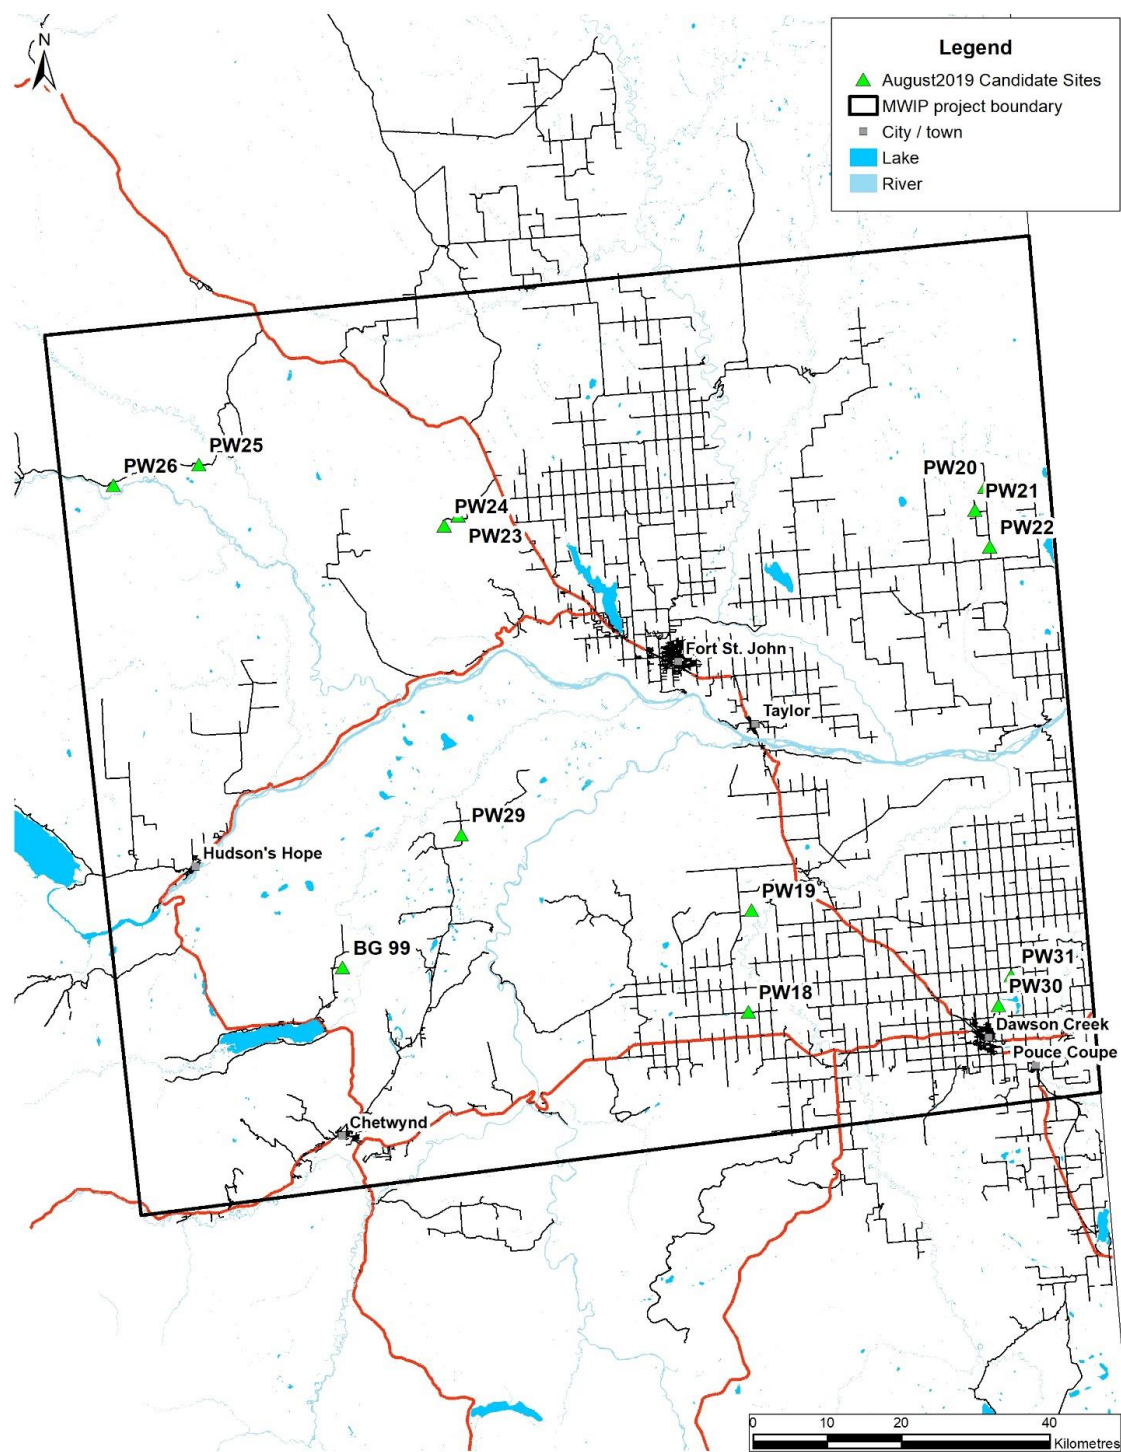 N
Legend
August2019 Candidate Sites
MWIP project boundary
City / town
Lake
River
PW25
PW26
PW20
PW21
PW24
PW22
PW23
Fort St. John
Taylor
PW29
Hudson's Hope
PW19
BG 99
PW31
PW30
PW18
Dawson Creek
Pouce Coupe
Chetwynd
0 10 20 40
Kilometres